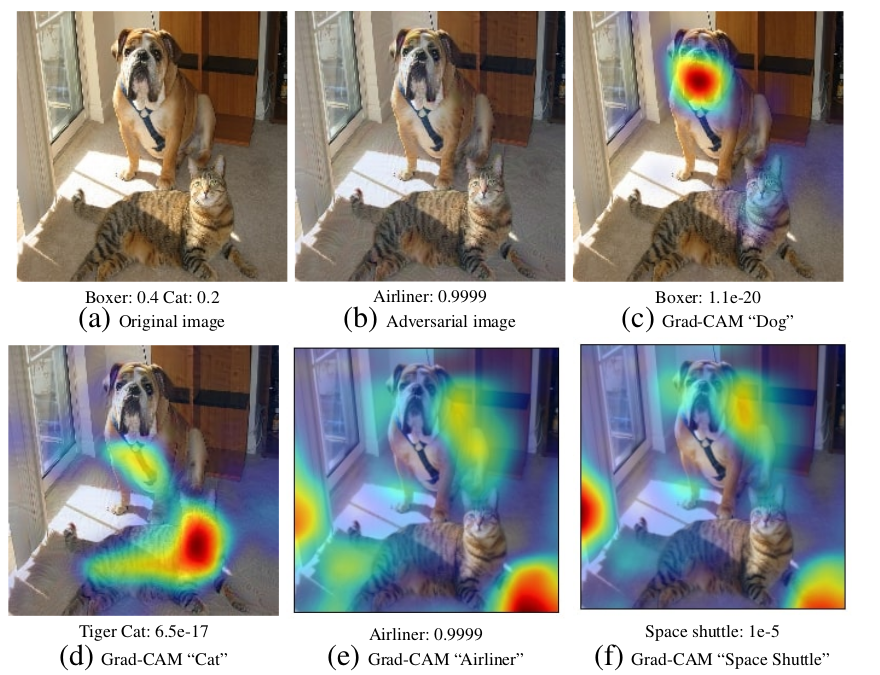 Boxer: 0.4 Cat: 0.2
(a) Original image
Airliner: 0.9999
(b) Adversarial image
Boxer: 1.1e-20
(c) Grad-CAM “Dog”
Tiger Cat: 6.5e-17
(d) Grad-CAM “Cat”
Airliner: 0.9999
(e) Grad-CAM “Airliner”
Space shuttle: 1e-5
(f) Grad-CAM “Space Shuttle”